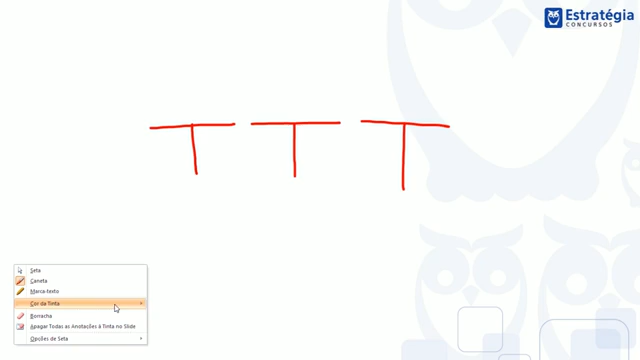 Estratégia
CONCURSOS
T T T
Seta
Caneta
Marca-texto
Cor da Tinta
Borracha
Apagar Todas as Anotações à Tinta no Slide
Opções de Seta